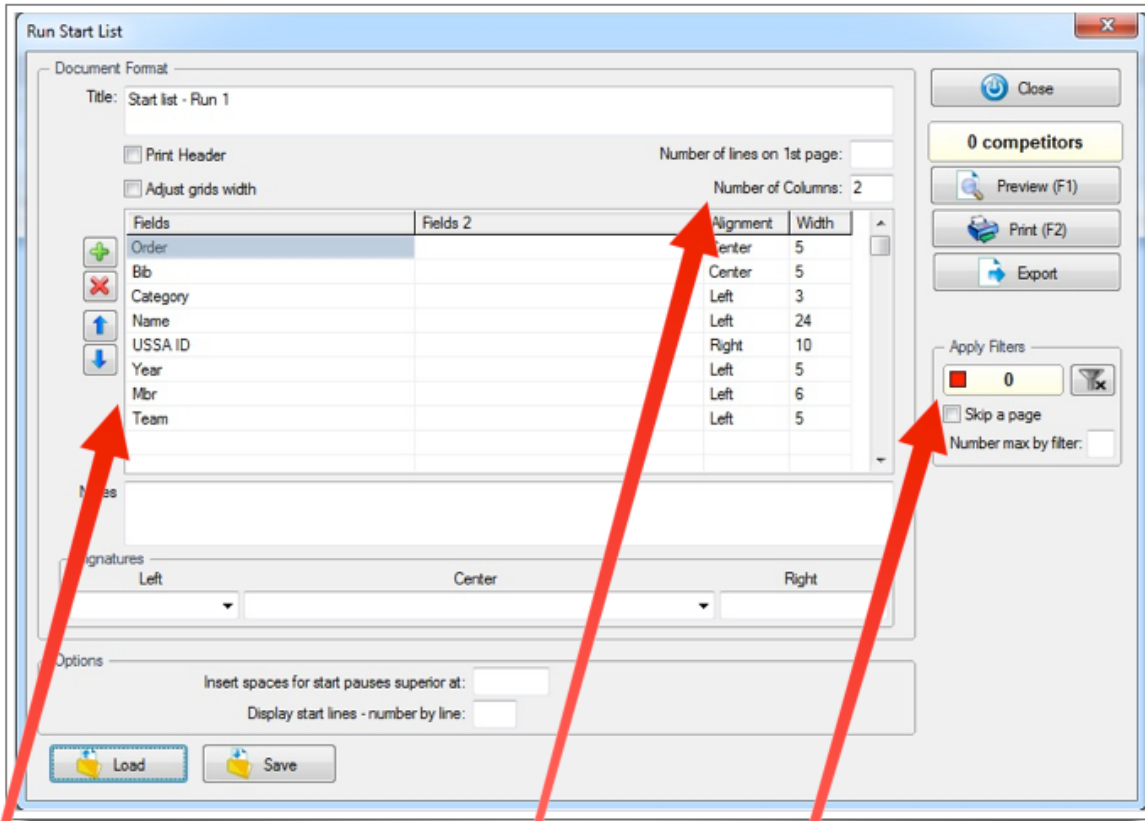 Run Start List
Document Format
Title: Start list - Run 1
Print Header
Number of lines on 1st page:
Adjust grids width
Number of Columns: 2
Fields Fields 2 Alignment Width
Order Center 5
Bib Center 5
Category Left 3
Name Left 24
USSA ID Right 10
Year Left 5
Mbr Left 6
Team Left 5
Signatures
Left Center Right
Options
Insert spaces for start pauses superior at:
Display start lines - number by line:
Load Save
Close
0 competitors
Preview (F1)
Print (F2)
Export
Apply Filters
0
Skip a page
Number max by filter: